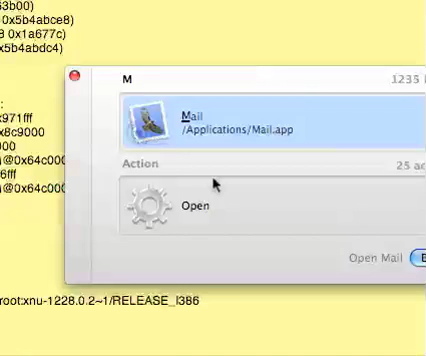 63b00)
0x5b4abce8)
8 0x1a677c)
x5b4abdc4)
M
1235
Mail
/Applications/Mail.app
:
x971fff
x8c9000
000
@0x64c000
Action
25 ac
6fff
@0x64c000
Open
Open Mail
root:xnu-1228.0.2~1/RELEASE_I386